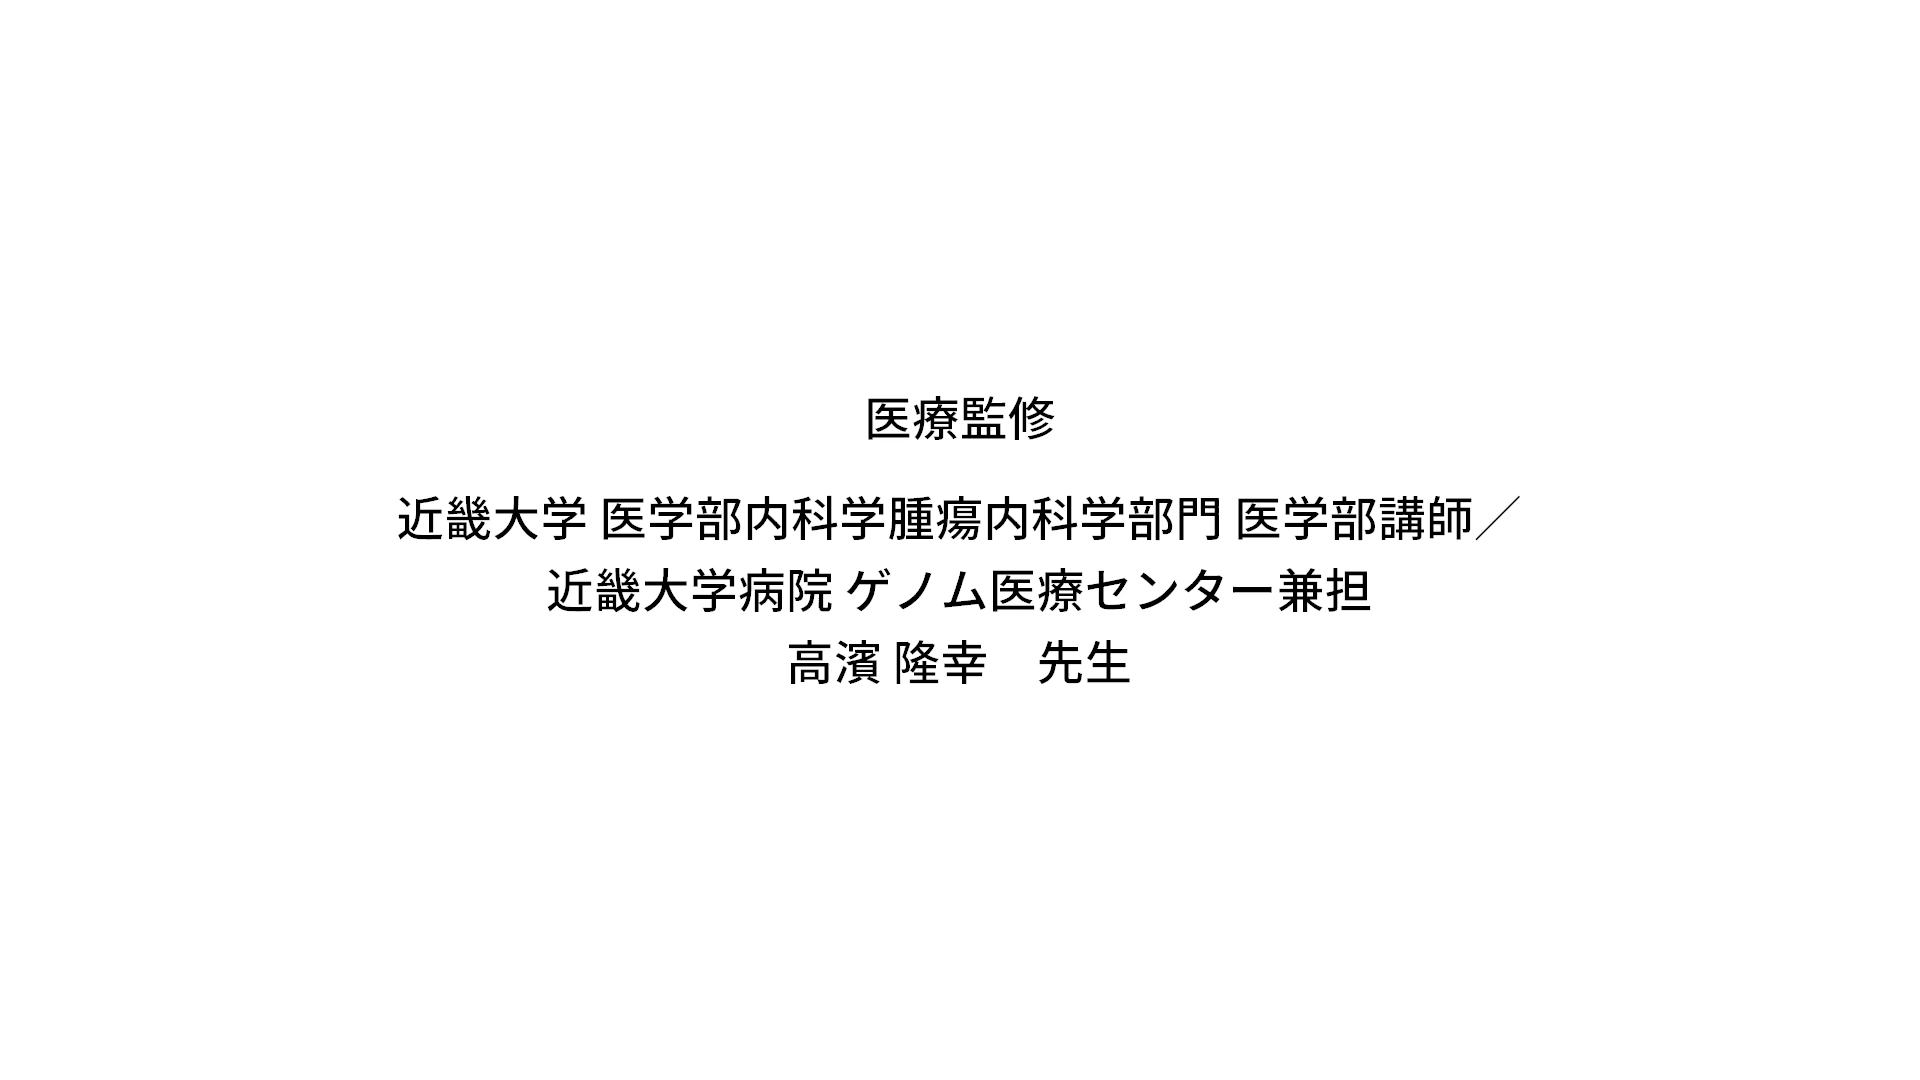 医療監修
近畿大学 医学部内科学腫瘍内科学部門 医学部講師／
近畿大学病院 ゲノム医療センター兼担
高濱 隆幸　先生